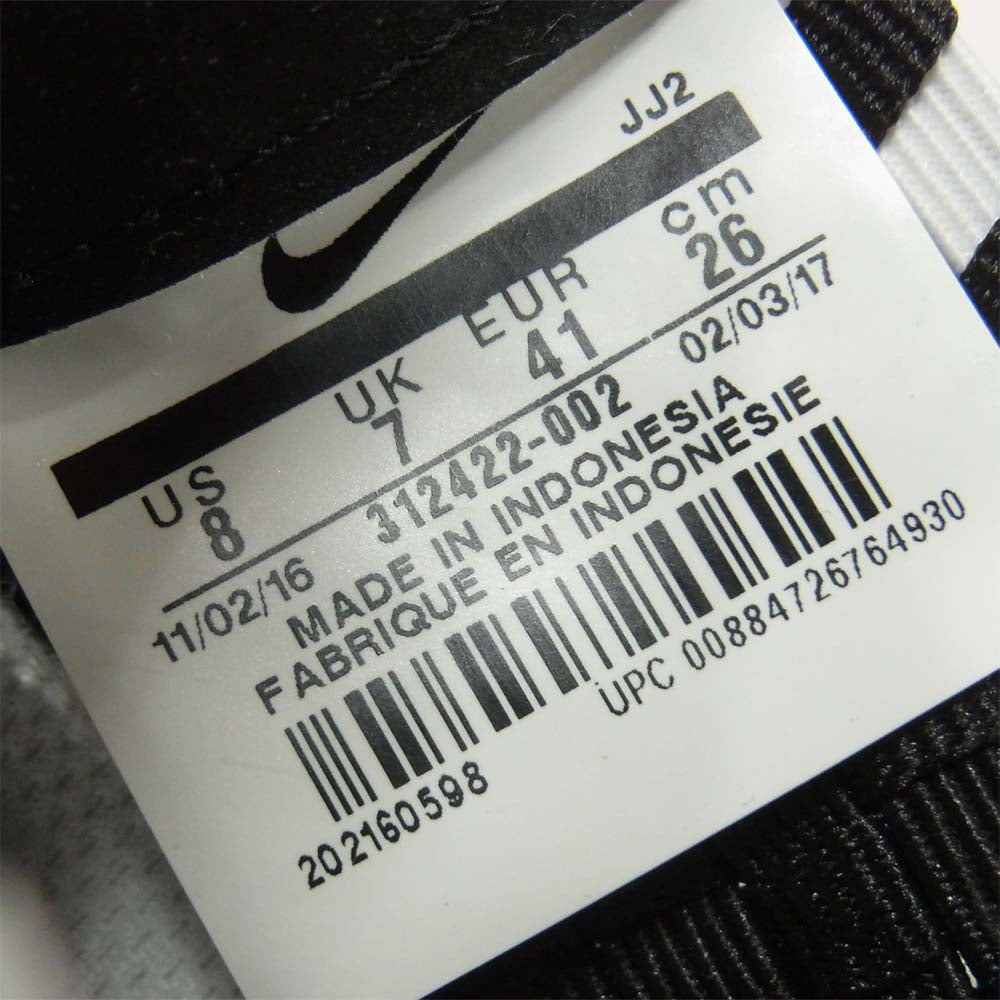 JJ2
US UK EUR cm
8 7 41 26
11/02/16 312422-002 02/03/17
MADE IN INDONESIA
FABRIQUE EN INDONESIE
202160598 UPC 00884726764930